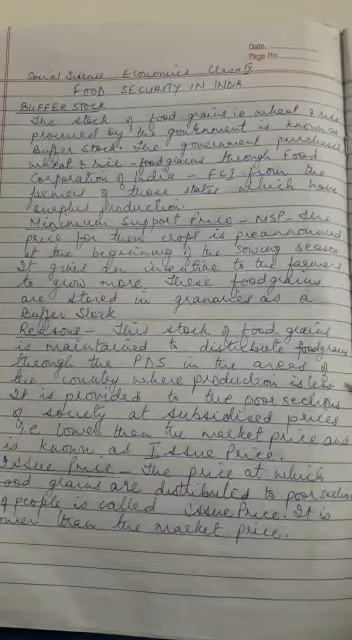 Date
Page No
Social Science Economics Class IX
FOOD SECURITY IN INDIA
BUFFER STOCK
The stock of food grains i.e wheat & rice
procured by the government is known as
Buffer Stock. The government purchases
wheat & rice - foodgrains through Food
Corporation of India - FCI from the
farmers of those states which have
surplus production.
Minimum Support Price - MSP - The
price for their crops is preannounced
at the beginning of the sowing season
It gives an incentive to the farmers
to grow more. These foodgrains
are stored in granaries as a
Buffer Stock
Reasons - This stock of food grains
is maintained to distribute foodgrains
through the PDS in the areas of
the country where production is less
It is provided to the poor sections
of society at subsidised prices
i.e lower than the market price and
is known as Issue Price.
Issue Price - The price at which
food grains are distributed to poor section
of people is called Issue Price. It is
lower than the market price.